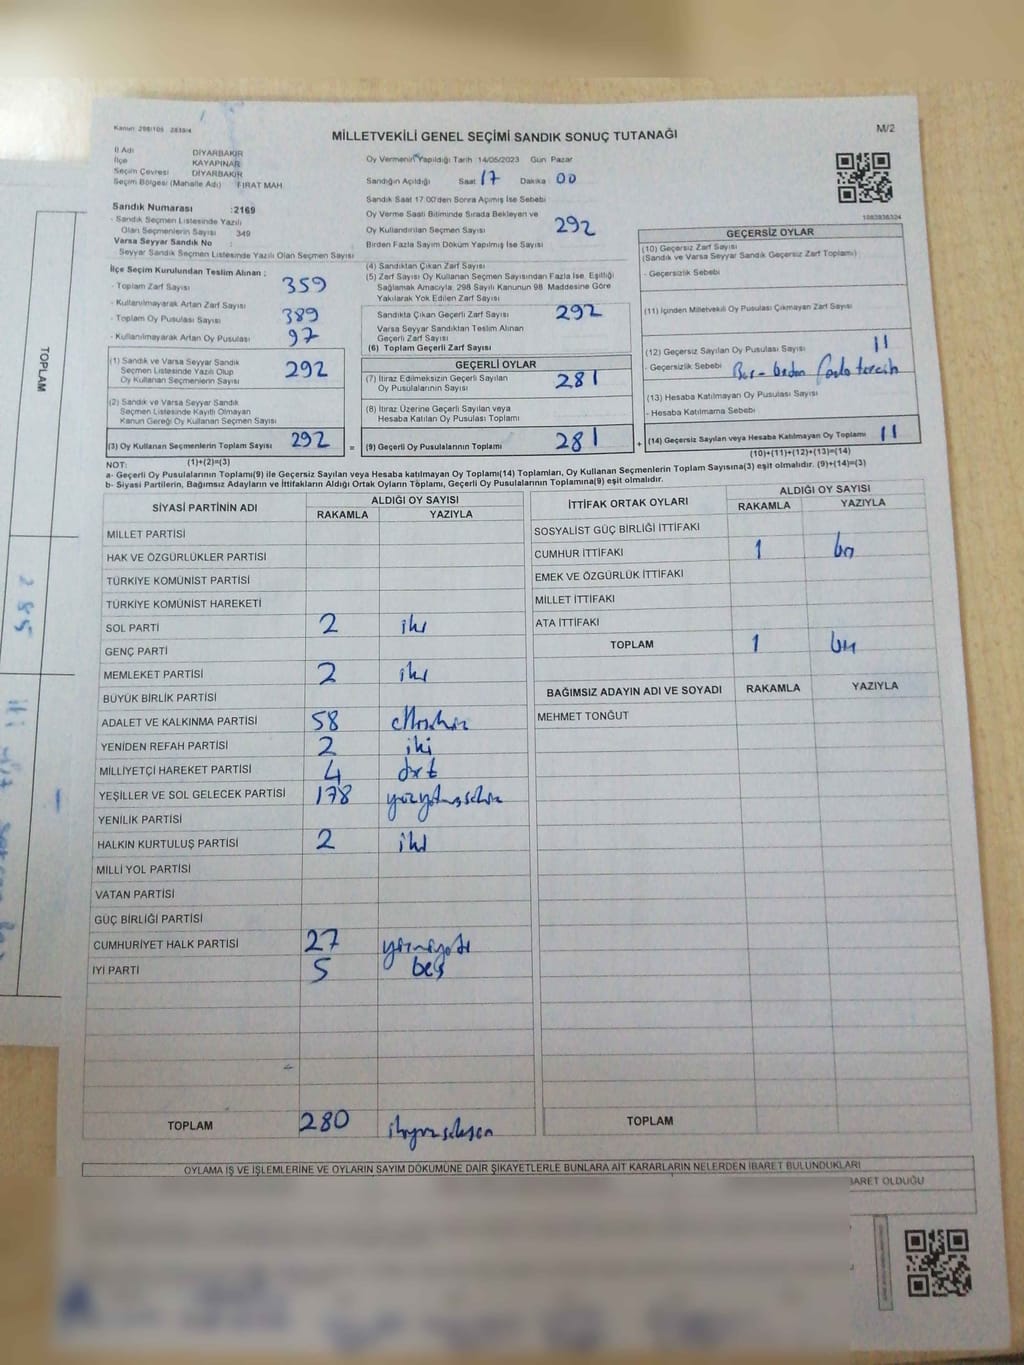 Kanun: 298/105 2839/4
M/2
MİLLETVEKİLİ GENEL SEÇİMİ SANDIK SONUÇ TUTANAĞI
İl Adı DİYARBAKIR
İlçe KAYAPINAR
Seçim Çevresi DİYARBAKIR
Seçim Bölgesi (Mahalle Adı) FIRAT MAH.
Sandık Numarası :2169
- Sandık Seçmen Listesinde Yazılı
Olan Seçmenlerin Sayısı 349
Varsa Seyyar Sandık No :
Seyyar Sandık Seçmen Listesinde Yazılı Olan Seçmen Sayısı
İlçe Seçim Kurulundan Teslim Alınan ;
- Toplam Zarf Sayısı 359
- Kullanılmayarak Artan Zarf Sayısı
- Toplam Oy Pusulası Sayısı 389
- Kullanılmayarak Artan Oy Pusulası 97
(1) Sandık ve Varsa Seyyar Sandık
Seçmen Listesinde Yazılı Olup
Oy Kullanan Seçmenlerin Sayısı 292
(2) Sandık ve Varsa Seyyar Sandık
Seçmen Listesinde Kayıtlı Olmayan
Kanun Gereği Oy Kullanan Seçmen Sayısı
(3) Oy Kullanan Seçmenlerin Toplam Sayısı 292
(1)+(2)=(3)
Oy Vermenin Yapıldığı Tarih 14/05/2023 Gün Pazar
Sandığın Açıldığı Saat 17 Dakika 00
Sandık Saat 17:00'den Sonra Açılmış İse Sebebi
Oy Verme Saati Bitiminde Sırada Bekleyen ve
Oy Kullandırılan Seçmen Sayısı 292
Birden Fazla Sayım Döküm Yapılmış İse Sayısı
(4) Sandıktan Çıkan Zarf Sayısı
(5) Zarf Sayısı Oy Kullanan Seçmen Sayısından Fazla İse, Eşitliği
Sağlamak Amacıyla, 298 Sayılı Kanunun 98. Maddesine Göre
Yakılarak Yok Edilen Zarf Sayısı
Sandıkta Çıkan Geçerli Zarf Sayısı 292
Varsa Seyyar Sandıktan Teslim Alınan
Geçerli Zarf Sayısı
(6) Toplam Geçerli Zarf Sayısı
GEÇERLİ OYLAR
(7) İtiraz Edilmeksizin Geçerli Sayılan
Oy Pusulalarının Sayısı 281
(8) İtiraz Üzerine Geçerli Sayılan veya
Hesaba Katılan Oy Pusulası Toplamı
= (9) Geçerli Oy Pusulalarının Toplamı 281 +
1083936304
GEÇERSİZ OYLAR
(10) Geçersiz Zarf Sayısı
(Sandık ve Varsa Seyyar Sandık Geçersiz Zarf Toplamı)
- Geçersizlik Sebebi
(11) İçinden Milletvekili Oy Pusulası Çıkmayan Zarf Sayısı
(12) Geçersiz Sayılan Oy Pusulası Sayısı 11
- Geçersizlik Sebebi fazla tercih
(13) Hesaba Katılmayan Oy Pusulası Sayısı
- Hesaba Katılmama Sebebi
(14) Geçersiz Sayılan veya Hesaba Katılmayan Oy Toplamı 11
(10)+(11)+(12)+(13)=(14)
NOT:
a- Geçerli Oy Pusulalarının Toplamı(9) ile Geçersiz Sayılan veya Hesaba katılmayan Oy Toplamı(14) Toplamları, Oy Kullanan Seçmenlerin Toplam Sayısına(3) eşit olmalıdır. (9)+(14)=(3)
b- Siyasi Partilerin, Bağımsız Adayların ve İttifakların Aldığı Ortak Oyların Toplamı, Geçerli Oy Pusulalarının Toplamına(9) eşit olmalıdır.
SİYASİ PARTİNİN ADI ALDIĞI OY SAYISI
RAKAMLA YAZIYLA
MİLLET PARTİSİ
HAK VE ÖZGÜRLÜKLER PARTİSİ
TÜRKİYE KOMÜNİST PARTİSİ
TÜRKİYE KOMÜNİST HAREKETİ
SOL PARTİ 2 iki
GENÇ PARTİ
MEMLEKET PARTİSİ 2 iki
BÜYÜK BİRLİK PARTİSİ
ADALET VE KALKINMA PARTİSİ 58 ellisekiz
YENİDEN REFAH PARTİSİ 2 iki
MİLLİYETÇİ HAREKET PARTİSİ 4 dört
YEŞİLLER VE SOL GELECEK PARTİSİ 178 yüzyetmişsekiz
YENİLİK PARTİSİ
HALKIN KURTULUŞ PARTİSİ 2 iki
MİLLİ YOL PARTİSİ
VATAN PARTİSİ
GÜÇ BİRLİĞİ PARTİSİ
CUMHURİYET HALK PARTİSİ 27 yirmiyedi
İYİ PARTİ 5 beş
TOPLAM 280 ikiyüzseksen
İTTİFAK ORTAK OYLARI ALDIĞI OY SAYISI
RAKAMLA YAZIYLA
SOSYALİST GÜÇ BİRLİĞİ İTTİFAKI
CUMHUR İTTİFAKI 1 bir
EMEK VE ÖZGÜRLÜK İTTİFAKI
MİLLET İTTİFAKI
ATA İTTİFAKI
TOPLAM 1 bir
BAĞIMSIZ ADAYIN ADI VE SOYADI RAKAMLA YAZIYLA
MEHMET TONĞUT
TOPLAM
OYLAMA İŞ VE İŞLEMLERİNE VE OYLARIN SAYIM DÖKÜMÜNE DAİR ŞİKAYETLERLE BUNLARA AİT KARARLARIN NELERDEN İBARET BULUNDUKLARI
BARET OLDUĞU
TOPLAM
285